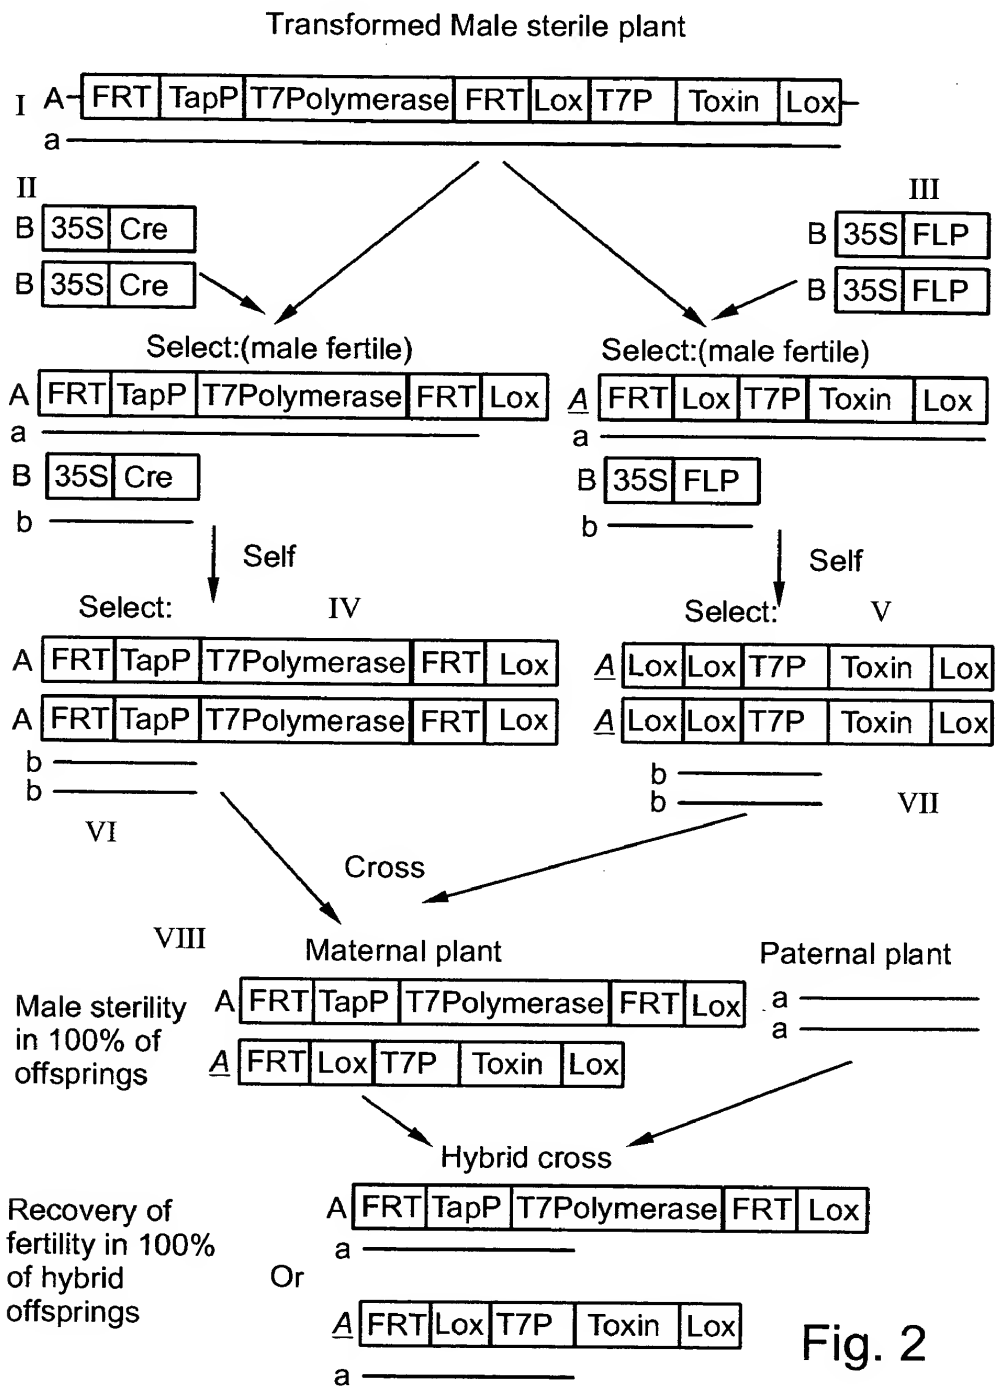 Transformed Male sterile plant
I A FRT TapP T7Polymerase FRT Lox T7P Toxin Lox
a
II
B 35S Cre
B 35S Cre
III
B 35S FLP
B 35S FLP
Select:(male fertile)
A FRT TapP T7Polymerase FRT Lox
a
B 35S Cre
b
Self
Select:(male fertile)
A FRT Lox T7P Toxin Lox
a
B 35S FLP
b
Self
Select: IV
A FRT TapP T7Polymerase FRT Lox
A FRT TapP T7Polymerase FRT Lox
b
b
VI
Select: V
A Lox Lox T7P Toxin Lox
A Lox Lox T7P Toxin Lox
b
b
VII
Cross
VIII
Maternal plant
Paternal plant
Male sterility
in 100% of
offsprings
A FRT TapP T7Polymerase FRT Lox
A FRT Lox T7P Toxin Lox
a
a
Hybrid cross
Recovery of
fertility in 100%
of hybrid
offsprings
A FRT TapP T7Polymerase FRT Lox
a
Or
A FRT Lox T7P Toxin Lox
a
Fig. 2